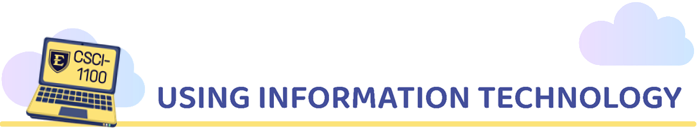 E
CSCI-
1100
USING INFORMATION TECHNOLOGY